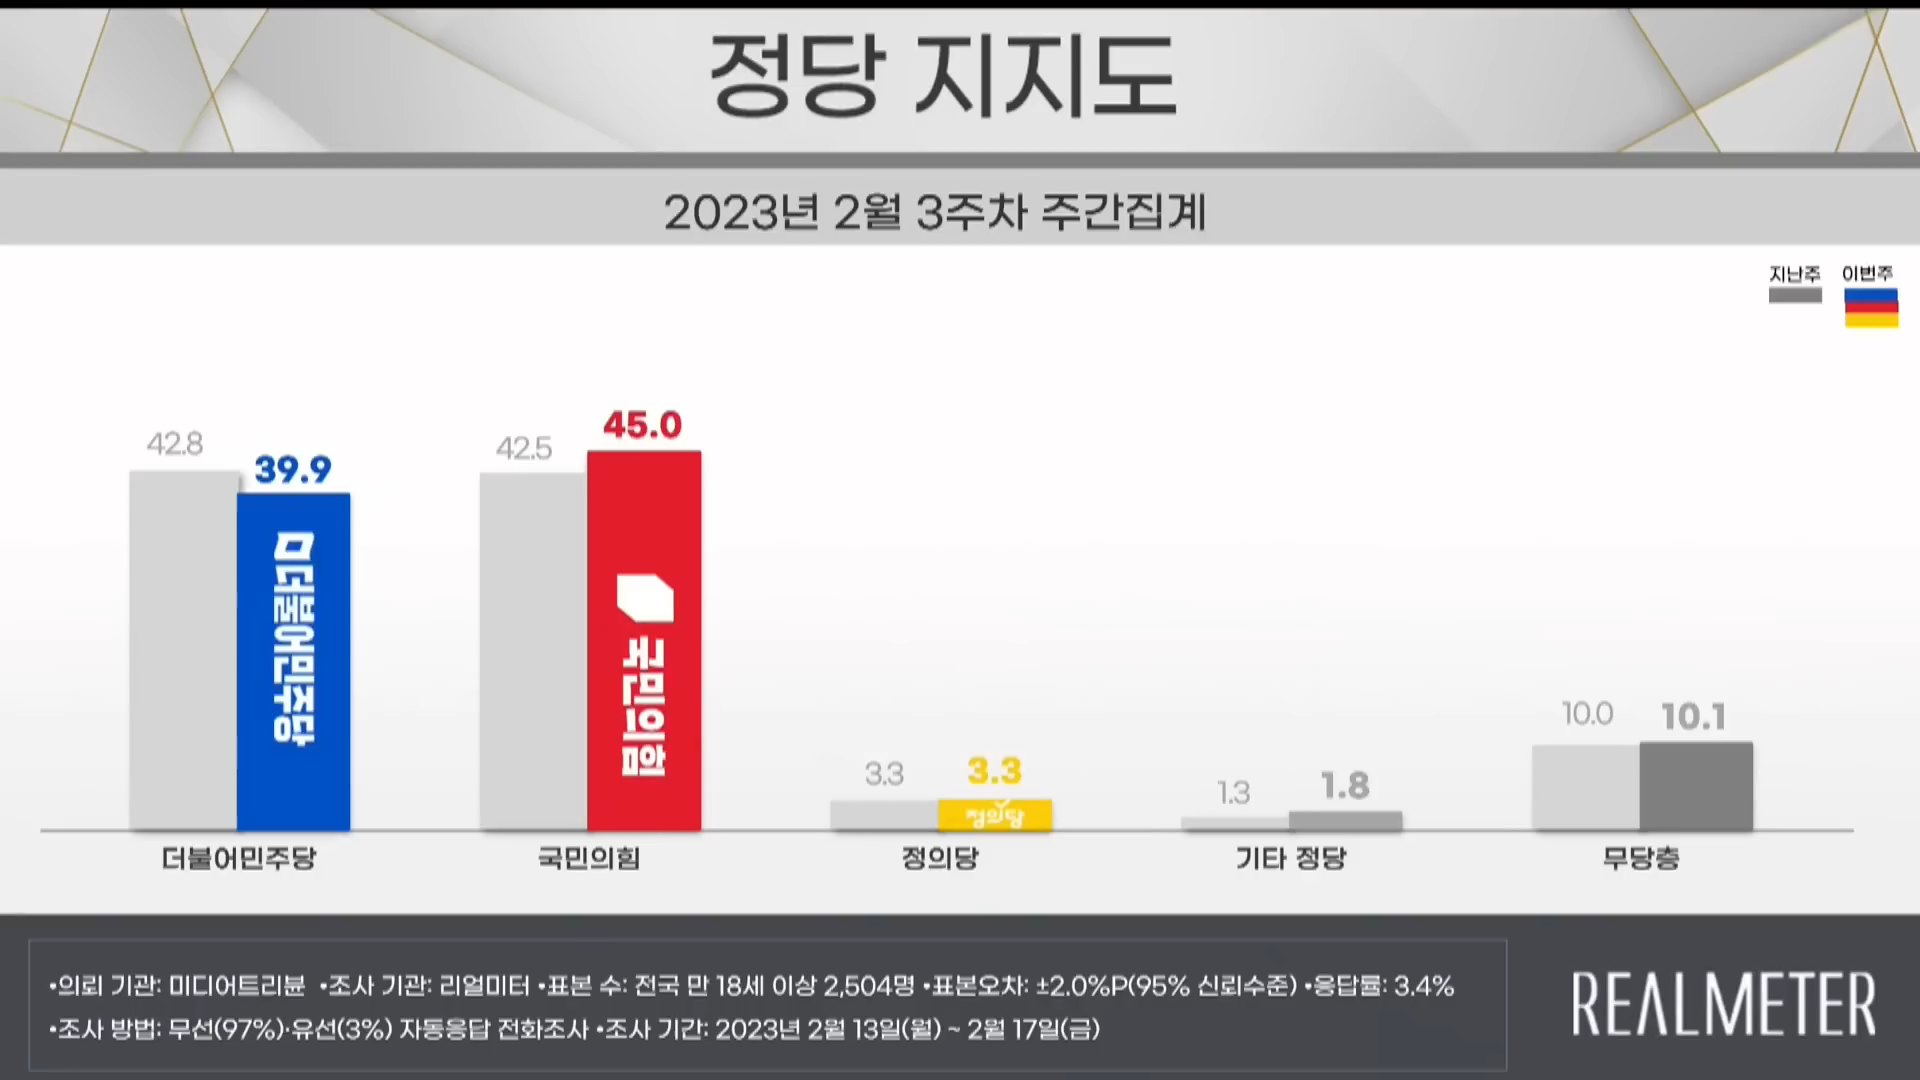 정당 지지도
2023년 2월 3주차 주간집계
지난주 이번주
42.8 39.9 42.5 45.0 3.3 3.3 1.3 1.8 10.0 10.1
더불어민주당
국민의힘
정의당
더불어민주당 국민의힘 정의당 기타 정당 무당층
•의뢰 기관: 미디어트리뷴 •조사 기관: 리얼미터 •표본 수: 전국 만 18세 이상 2,504명 •표본오차: ±2.0%P(95% 신뢰수준) •응답률: 3.4%
•조사 방법: 무선(97%)·유선(3%) 자동응답 전화조사 •조사 기간: 2023년 2월 13일(월) ~ 2월 17일(금)
REALMETER